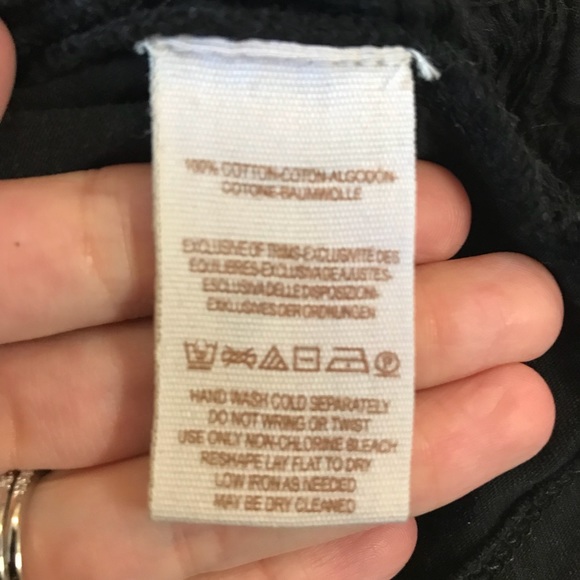 100% COTTON-COTON-ALGODÓN-
COTONE-BAUMWOLLE
EXCLUSIVE OF TRIMS-EXCLUSIVITÉ DES
EQUILIBRES-EXCLUSIVA DE AJUSTES-
ESCLUSIVA DELLE DISPOSIZIONI-
EXKLUSIVES DER ORDNUNGEN
HAND WASH COLD SEPARATELY
DO NOT WRING OR TWIST
USE ONLY NON-CHLORINE BLEACH
RESHAPE LAY FLAT TO DRY
LOW IRON AS NEEDED
MAY BE DRY CLEANED